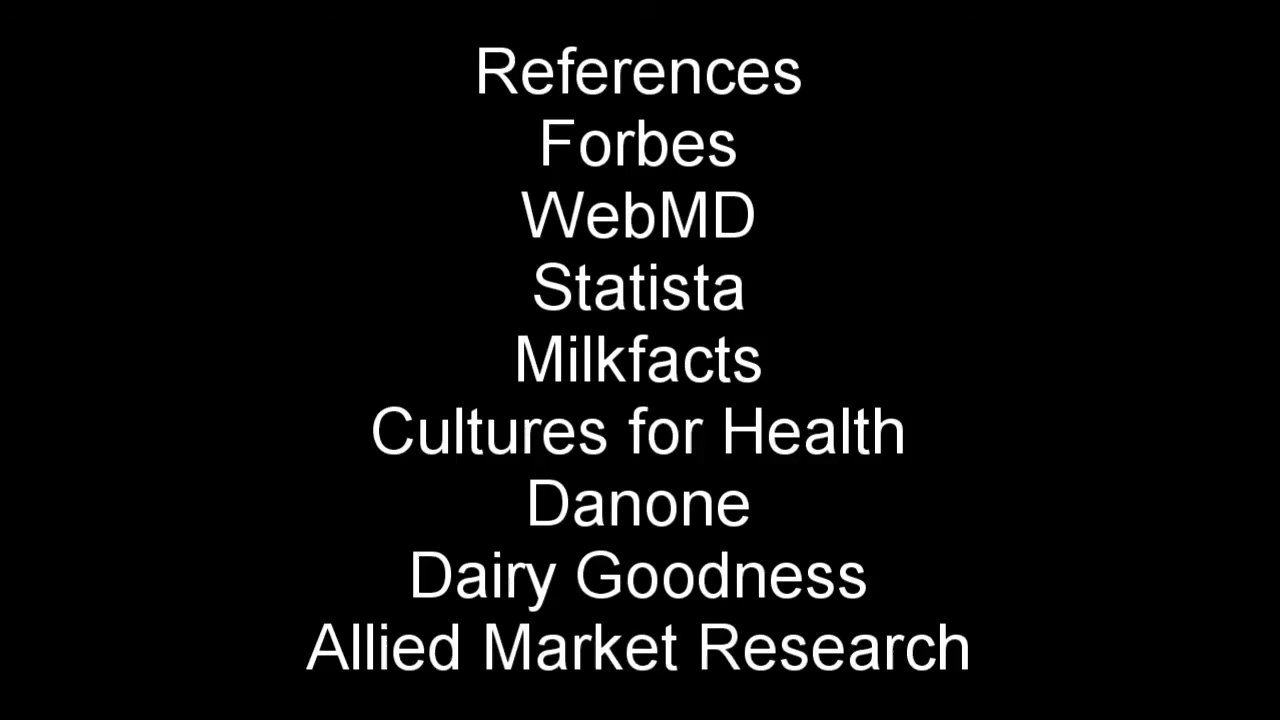 References
Forbes
WebMD
Statista
Milkfacts
Cultures for Health
Danone
Dairy Goodness
Allied Market Research